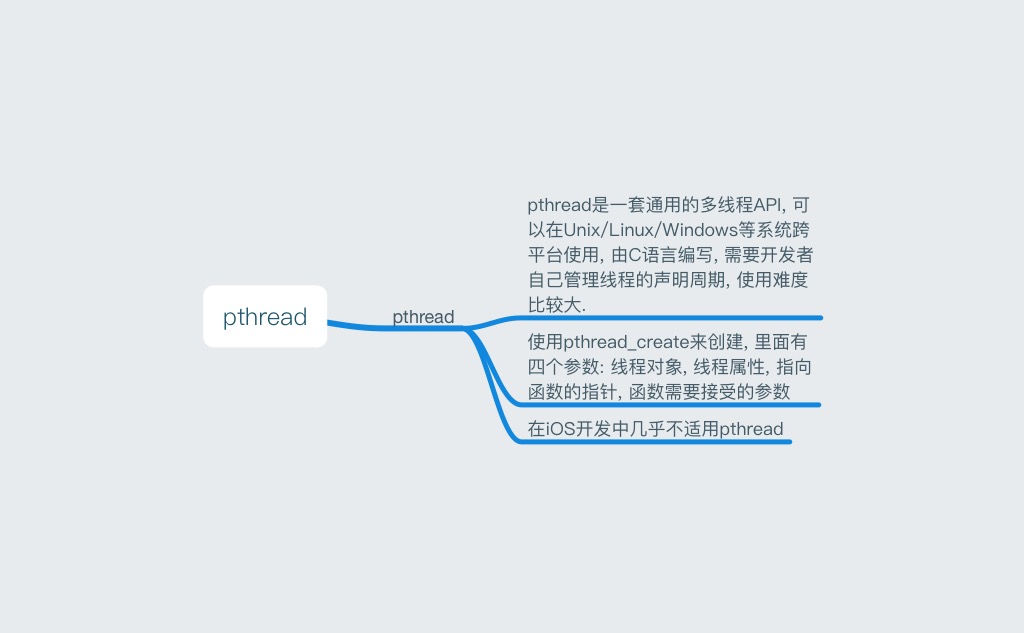 pthread
pthread
pthread是一套通用的多线程API, 可
以在Unix/Linux/Windows等系统跨
平台使用, 由C语言编写, 需要开发者
自己管理线程的声明周期, 使用难度
比较大.
使用pthread_create来创建, 里面有
四个参数: 线程对象, 线程属性, 指向
函数的指针, 函数需要接受的参数
在iOS开发中几乎不适用pthread